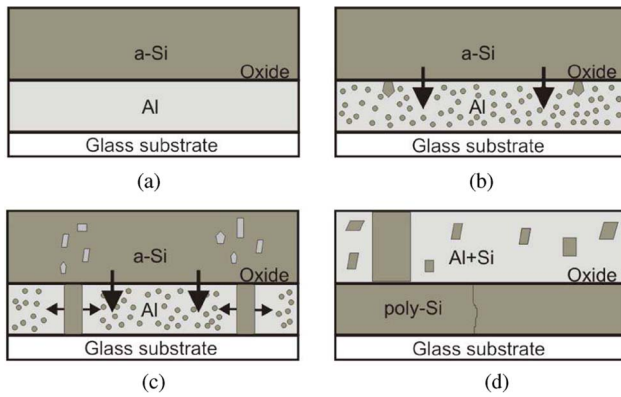 a-Si
Oxide
Al
Glass substrate
(a)
a-Si
Oxide
Al
Glass substrate
(b)
a-Si
Oxide
Al
Glass substrate
(c)
Al+Si
Oxide
poly-Si
Glass substrate
(d)